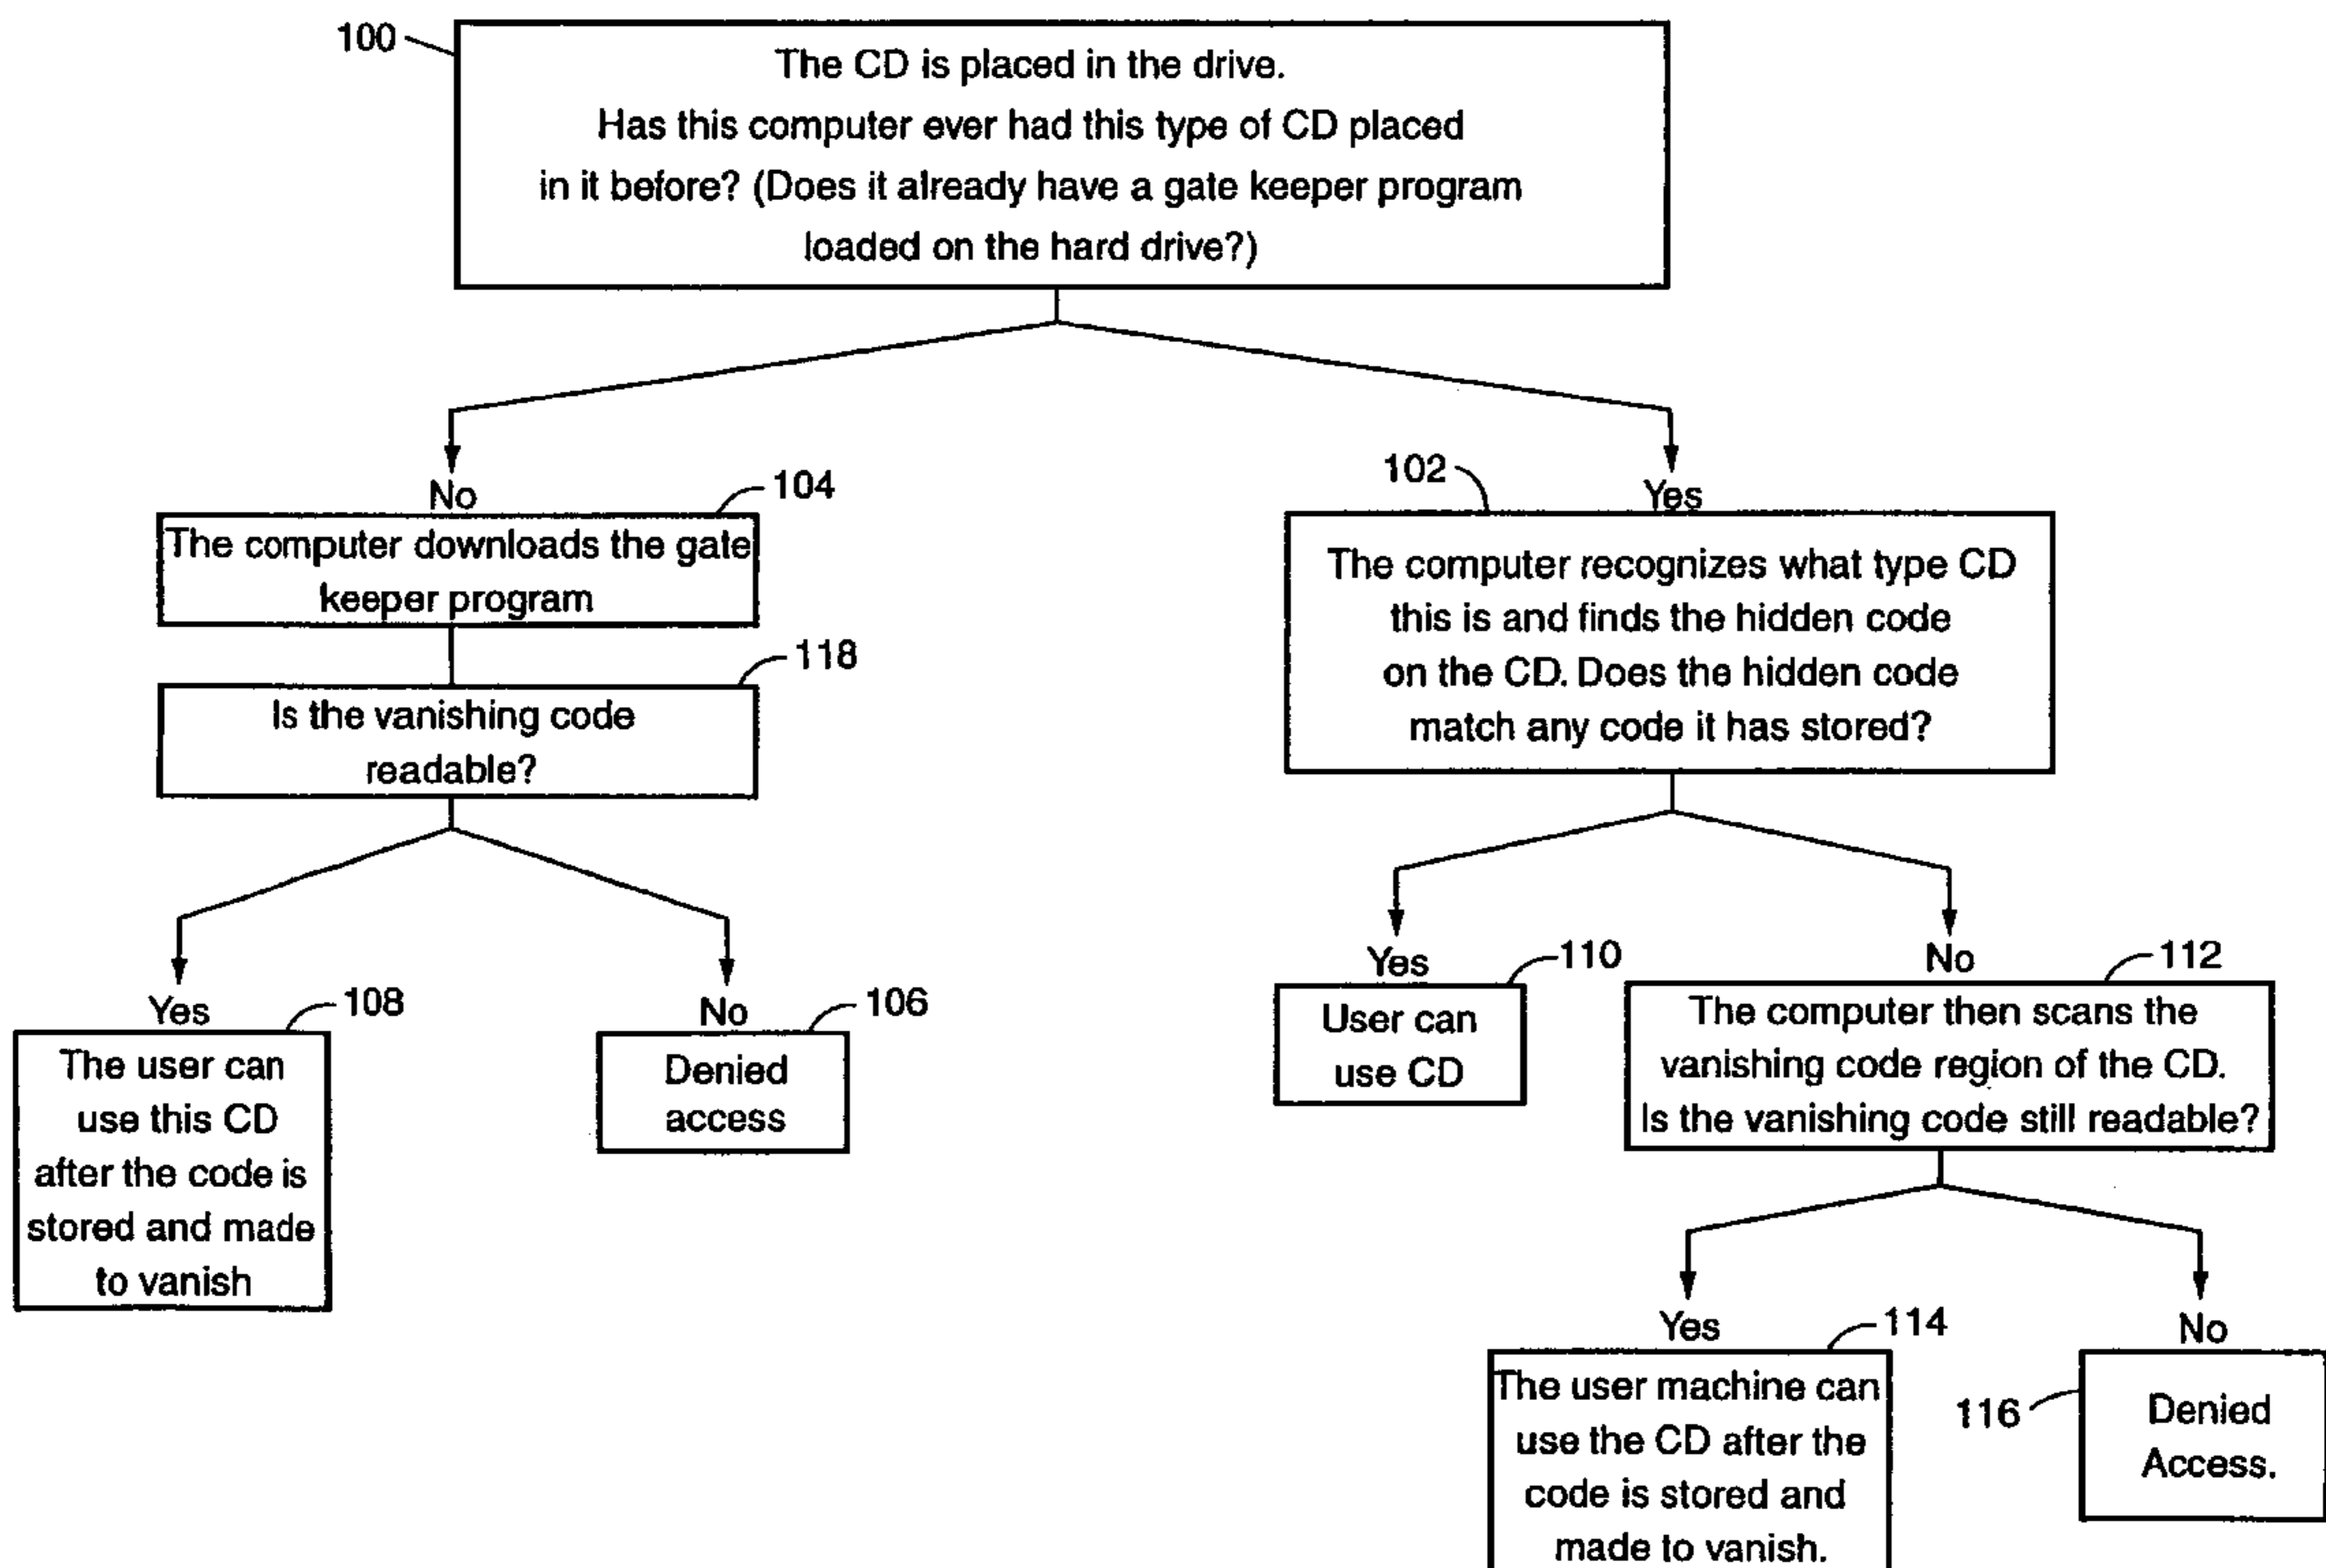 100
The CD is placed in the drive.
Has this computer ever had this type of CD placed
in it before? (Does it already have a gate keeper program
loaded on the hard drive?)
No
104
The computer downloads the gate
keeper program
118
Is the vanishing code
readable?
Yes
108
The user can
use this CD
after the code is
stored and made
to vanish
No
106
Denied
access
102
Yes
The computer recognizes what type CD
this is and finds the hidden code
on the CD. Does the hidden code
match any code it has stored?
Yes
110
User can
use CD
No
112
The computer then scans the
vanishing code region of the CD.
Is the vanishing code still readable?
Yes
114
The user machine can
use the CD after the
code is stored and
made to vanish.
No
116
Denied
Access.